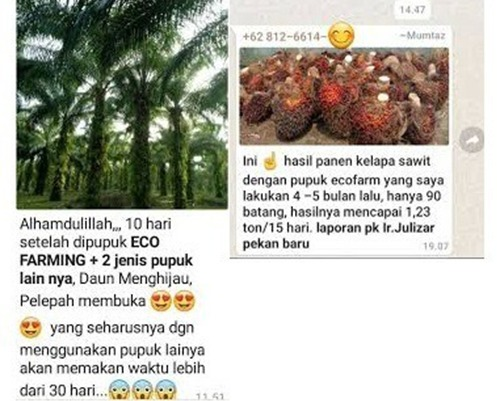 Alhamdulillah,,, 10 hari
setelah dipupuk ECO
FARMING + 2 jenis pupuk
lain nya, Daun Menghijau,
Pelepah membuka 😍😍
😍 yang seharusnya dgn
menggunakan pupuk lainya
akan memakan waktu lebih
dari 30 hari...😱😱😱 11.51
14.47
+62 812-6614-😊 ~Mumtaz
Ini ☝ hasil panen kelapa sawit
dengan pupuk ecofarm yang saya
lakukan 4 –5 bulan lalu, hanya 90
batang, hasilnya mencapai 1,23
ton/15 hari. laporan pk Ir.Julizar
pekan baru 19.07